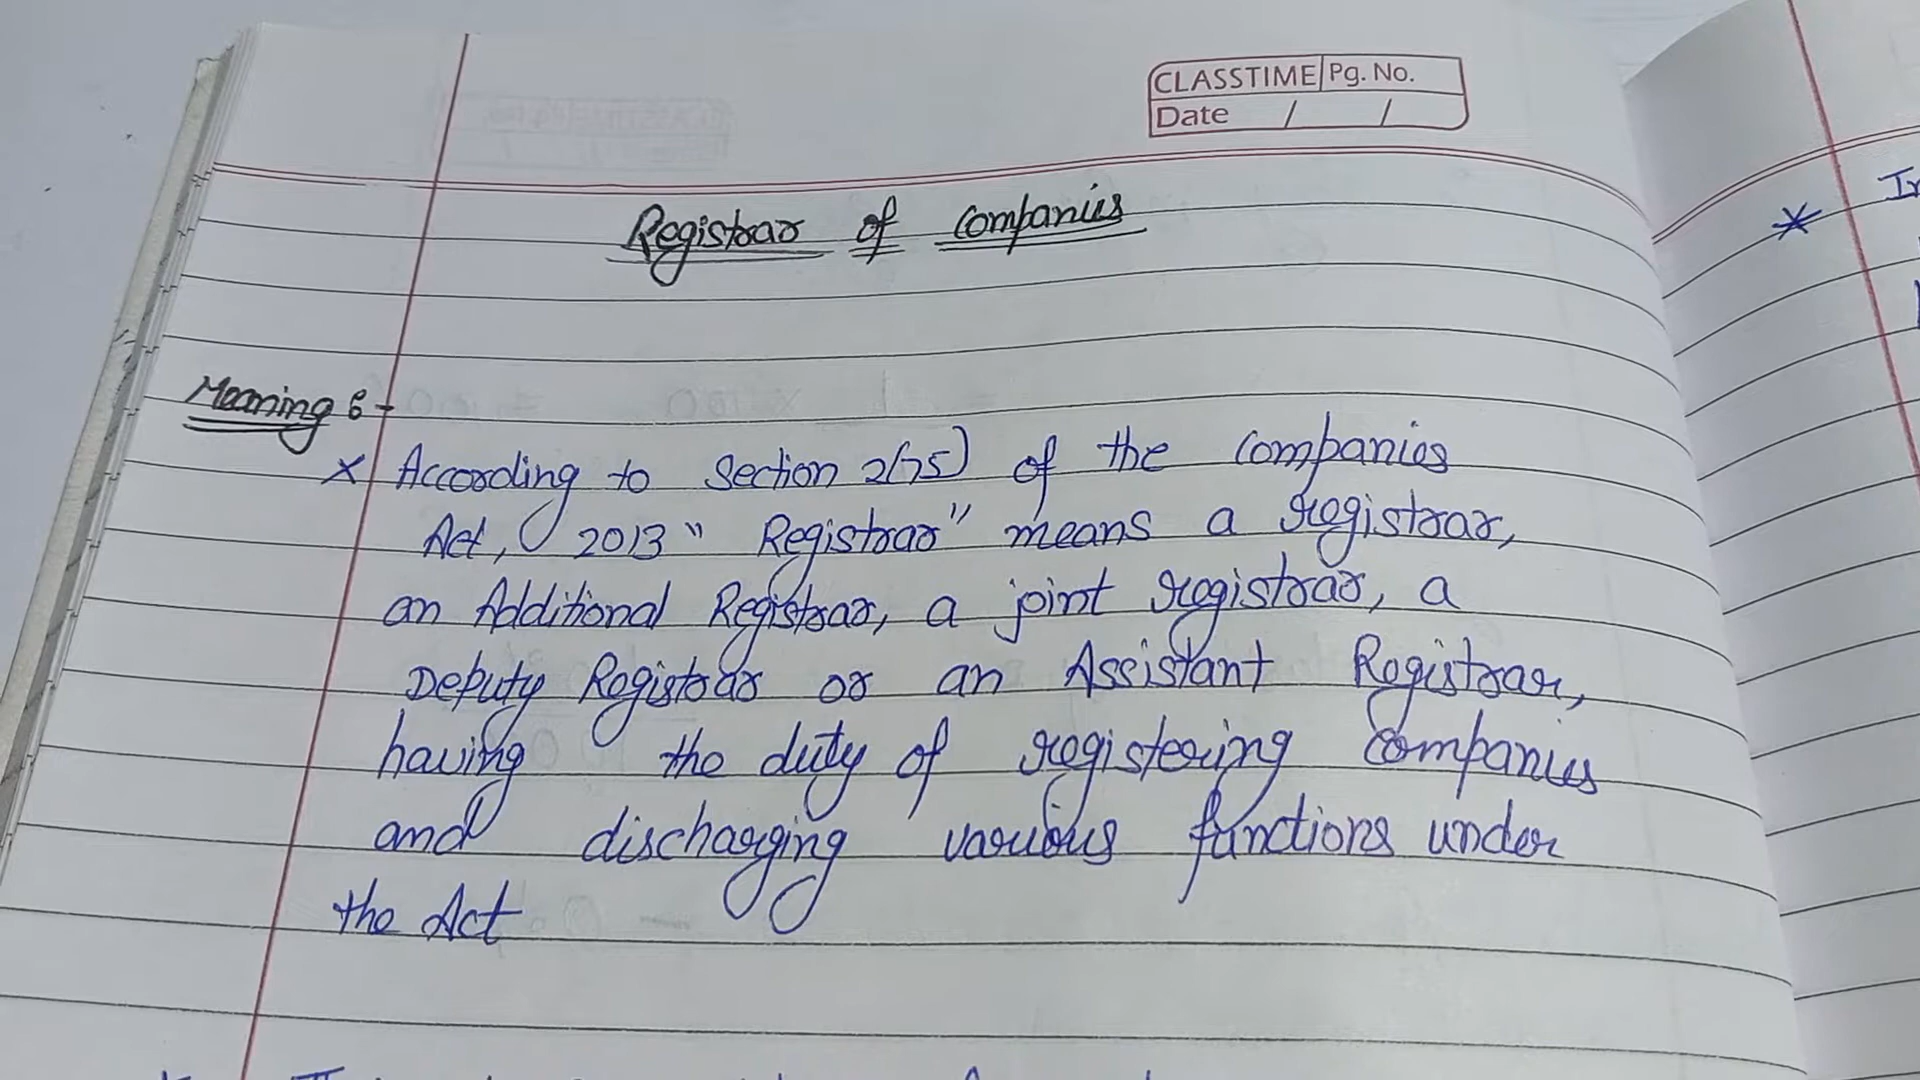 CLASSTIME Pg. No.
Date / /
Registrar of Companies
Meaning :-
x According to Section 2(75) of the Companies
Act, 2013 " Registrar" means a registrar,
an Additional Registrar, a joint registrar, a
Deputy Registrar or an Assistant Registrar,
having the duty of registering Companies
and discharging various functions under
the Act